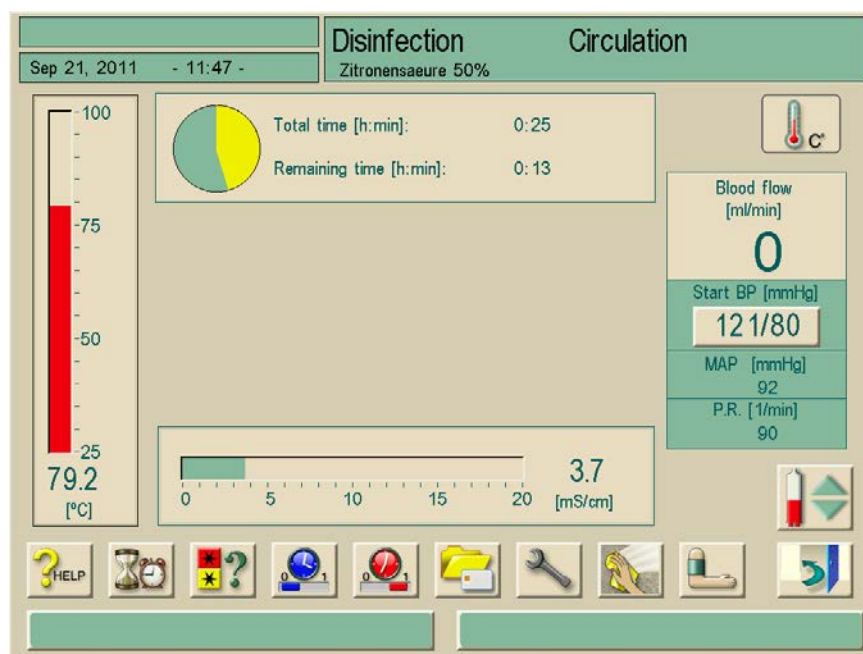 Disinfection Circulation
Sep 21, 2011 - 11:47 -
Zitronensaeure 50%
100
75
50
25
79.2
[ºC]
Total time [h:min]: 0:25
Remaining time [h:min]: 0:13
C°
Blood flow
[ml/min]
0
Start BP [mmHg]
121/80
MAP [mmHg]
92
P.R. [1/min]
90
0 5 10 15 20
3.7
[mS/cm]
?HELP
?
0 1
0 1